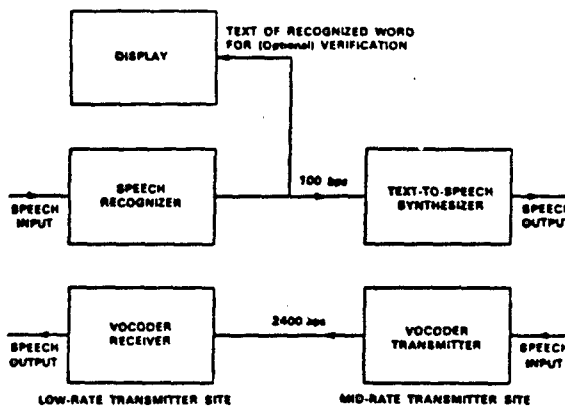 TEXT OF RECOGNIZED WORD
FOR (Optional) VERIFICATION
DISPLAY
SPEECH
RECOGNIZER
100 bps
TEXT-TO-SPEECH
SYNTHESIZER
SPEECH
INPUT
SPEECH
OUTPUT
VOCODER
RECEIVER
2400 bps
VOCODER
TRANSMITTER
SPEECH
OUTPUT
SPEECH
INPUT
LOW-RATE TRANSMITTER SITE
MID-RATE TRANSMITTER SITE